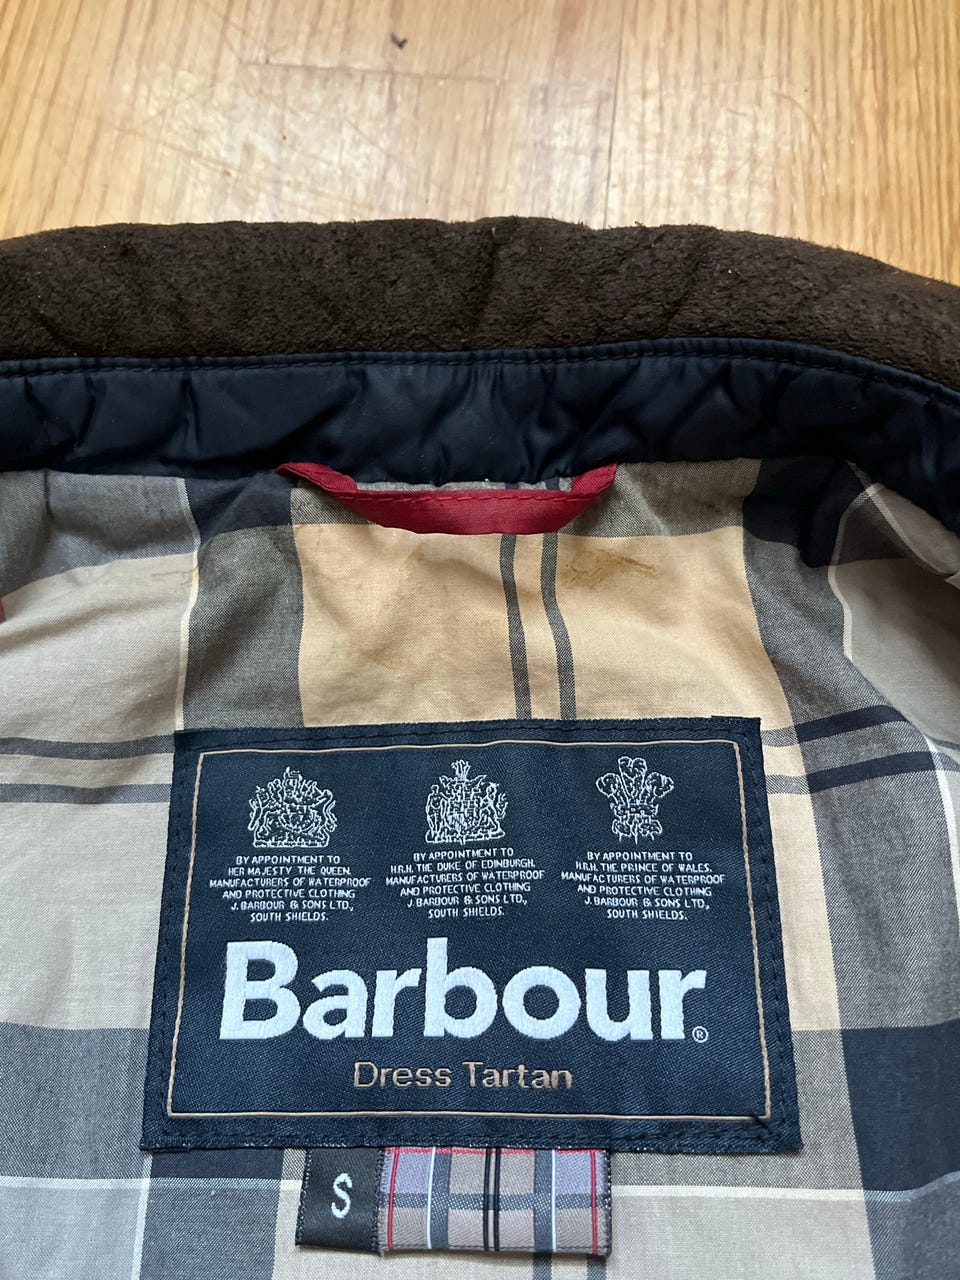 BY APPOINTMENT TO
HER MAJESTY THE QUEEN.
MANUFACTURERS OF WATERPROOF
AND PROTECTIVE CLOTHING
J. BARBOUR & SONS LTD.,
SOUTH SHIELDS.
BY APPOINTMENT TO
H.R.H. THE DUKE OF EDINBURGH.
MANUFACTURERS OF WATERPROOF
AND PROTECTIVE CLOTHING
J. BARBOUR & SONS LTD.,
SOUTH SHIELDS.
BY APPOINTMENT TO
H.R.H. THE PRINCE OF WALES.
MANUFACTURERS OF WATERPROOF
AND PROTECTIVE CLOTHING
J. BARBOUR & SONS LTD.,
SOUTH SHIELDS.
Barbour®
Dress Tartan
S